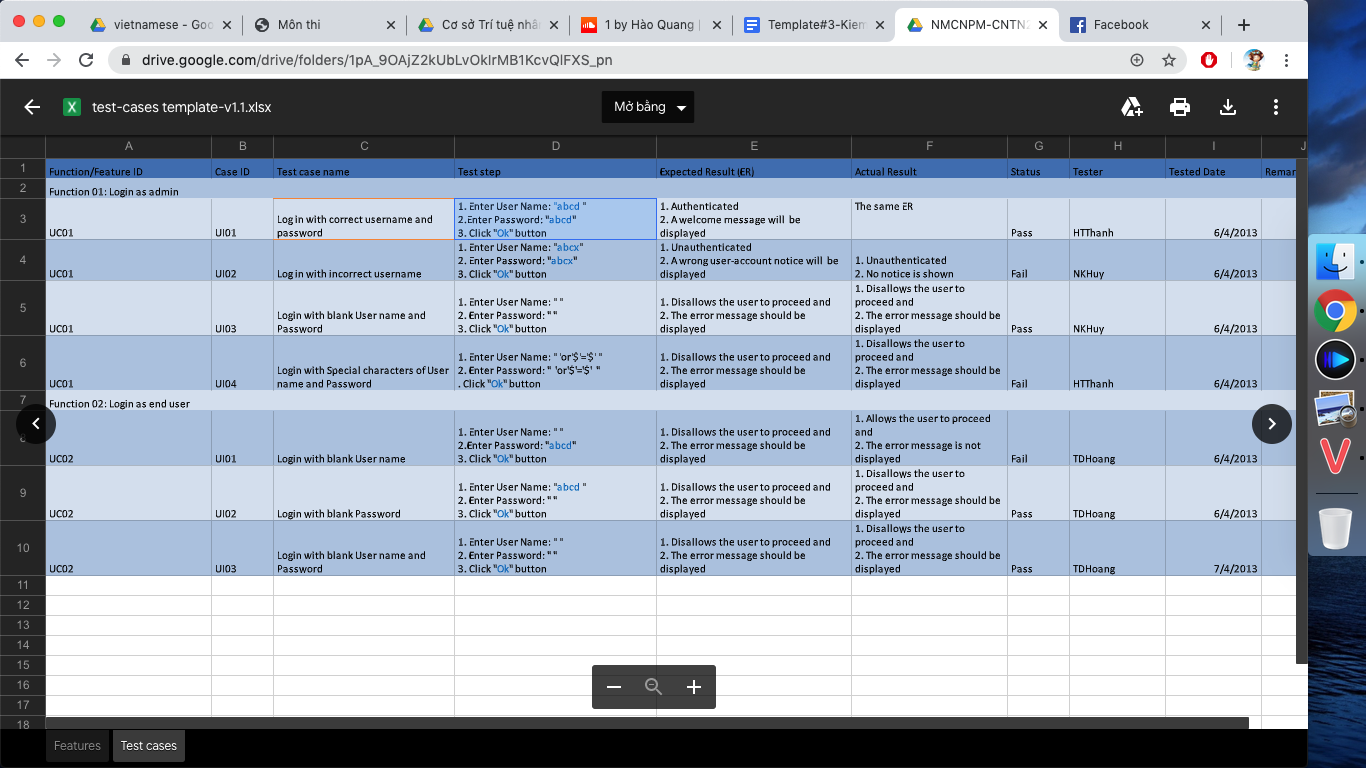 vietnamese - Goo
Môn thi
Cơ sở Trí tuệ nhân
1 by Hào Quang
Template#3-Kiem
NMCNPM-CNTN
Facebook
drive.google.com/drive/folders/1pA_9OAjZ2kUbLvOkIrMB1KcvQlFXS_pn
test-cases template-v1.1.xlsx
Mở bằng
A B C D E F G H I J
1 Function/Feature ID Case ID Test case name Test step Expected Result (ER) Actual Result Status Tester Tested Date Remar
2 Function 01: Login as admin
3 UC01 UI01
Log in with correct username and
password
1. Enter User Name: "abcd "
2.Enter Password: "abcd"
3. Click "Ok" button
1. Authenticated
2. A welcome message will be
displayed
The same ER
Pass HTThanh 6/4/2013
4 UC01 UI02 Log in with incorrect username
1. Enter User Name: "abcx"
2. Enter Password: "abcx"
3. Click "Ok" button
1. Unauthenticated
2. A wrong user-account notice will be
displayed
1. Unauthenticated
2. No notice is shown
Fail NKHuy 6/4/2013
5 UC01 UI03
Login with blank User name and
Password
1. Enter User Name: " "
2. Enter Password: " "
3. Click "Ok" button
1. Disallows the user to proceed and
2. The error message should be
displayed
1. Disallows the user to
proceed and
2. The error message should be
displayed
Pass NKHuy 6/4/2013
6 UC01 UI04
Login with Special characters of User
name and Password
1. Enter User Name: " 'or'$'='$' "
2. Enter Password: " 'or'$'='$' "
. Click "Ok" button
1. Disallows the user to proceed and
2. The error message should be
displayed
1. Disallows the user to
proceed and
2. The error message should be
displayed
Fail HTThanh 6/4/2013
7 Function 02: Login as end user
8 UC02 UI01 Login with blank User name
1. Enter User Name: " "
2.Enter Password: "abcd"
3. Click "Ok" button
1. Disallows the user to proceed and
2. The error message should be
displayed
1. Allows the user to proceed
and
2. The error message is not
displayed
Fail TDHoang 6/4/2013
9 UC02 UI02 Login with blank Password
1. Enter User Name: "abcd "
2. Enter Password: " "
3. Click "Ok" button
1. Disallows the user to proceed and
2. The error message should be
displayed
1. Disallows the user to
proceed and
2. The error message should be
displayed
Pass TDHoang 6/4/2013
10 UC02 UI03
Login with blank User name and
Password
1. Enter User Name: " "
2. Enter Password: " "
3. Click "Ok" button
1. Disallows the user to proceed and
2. The error message should be
displayed
1. Disallows the user to
proceed and
2. The error message should be
displayed
Pass TDHoang 7/4/2013
11
12
13
14
15
16
17
18
Features
Test cases